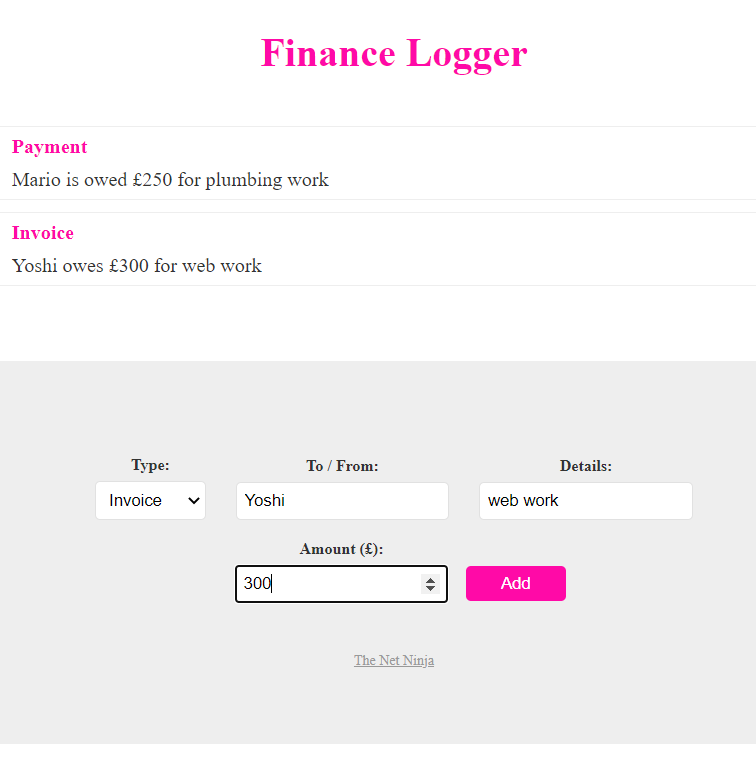 Finance Logger
Payment
Mario is owed £250 for plumbing work
Invoice
Yoshi owes £300 for web work
Type:
To / From:
Details:
Invoice
Yoshi
web work
Amount (£):
300
Add
The Net Ninja